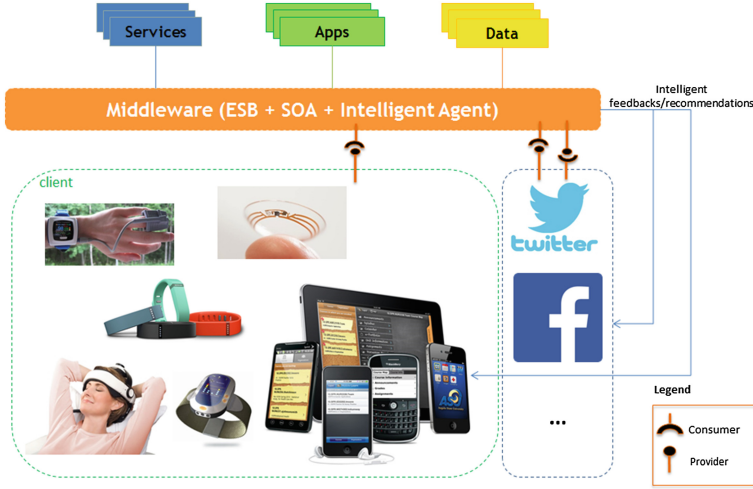 Services
Apps
Data
Middleware (ESB + SOA + Intelligent Agent)
Intelligent
feedbacks/recommendations
client
twitter
f
...
Legend
Consumer
Provider